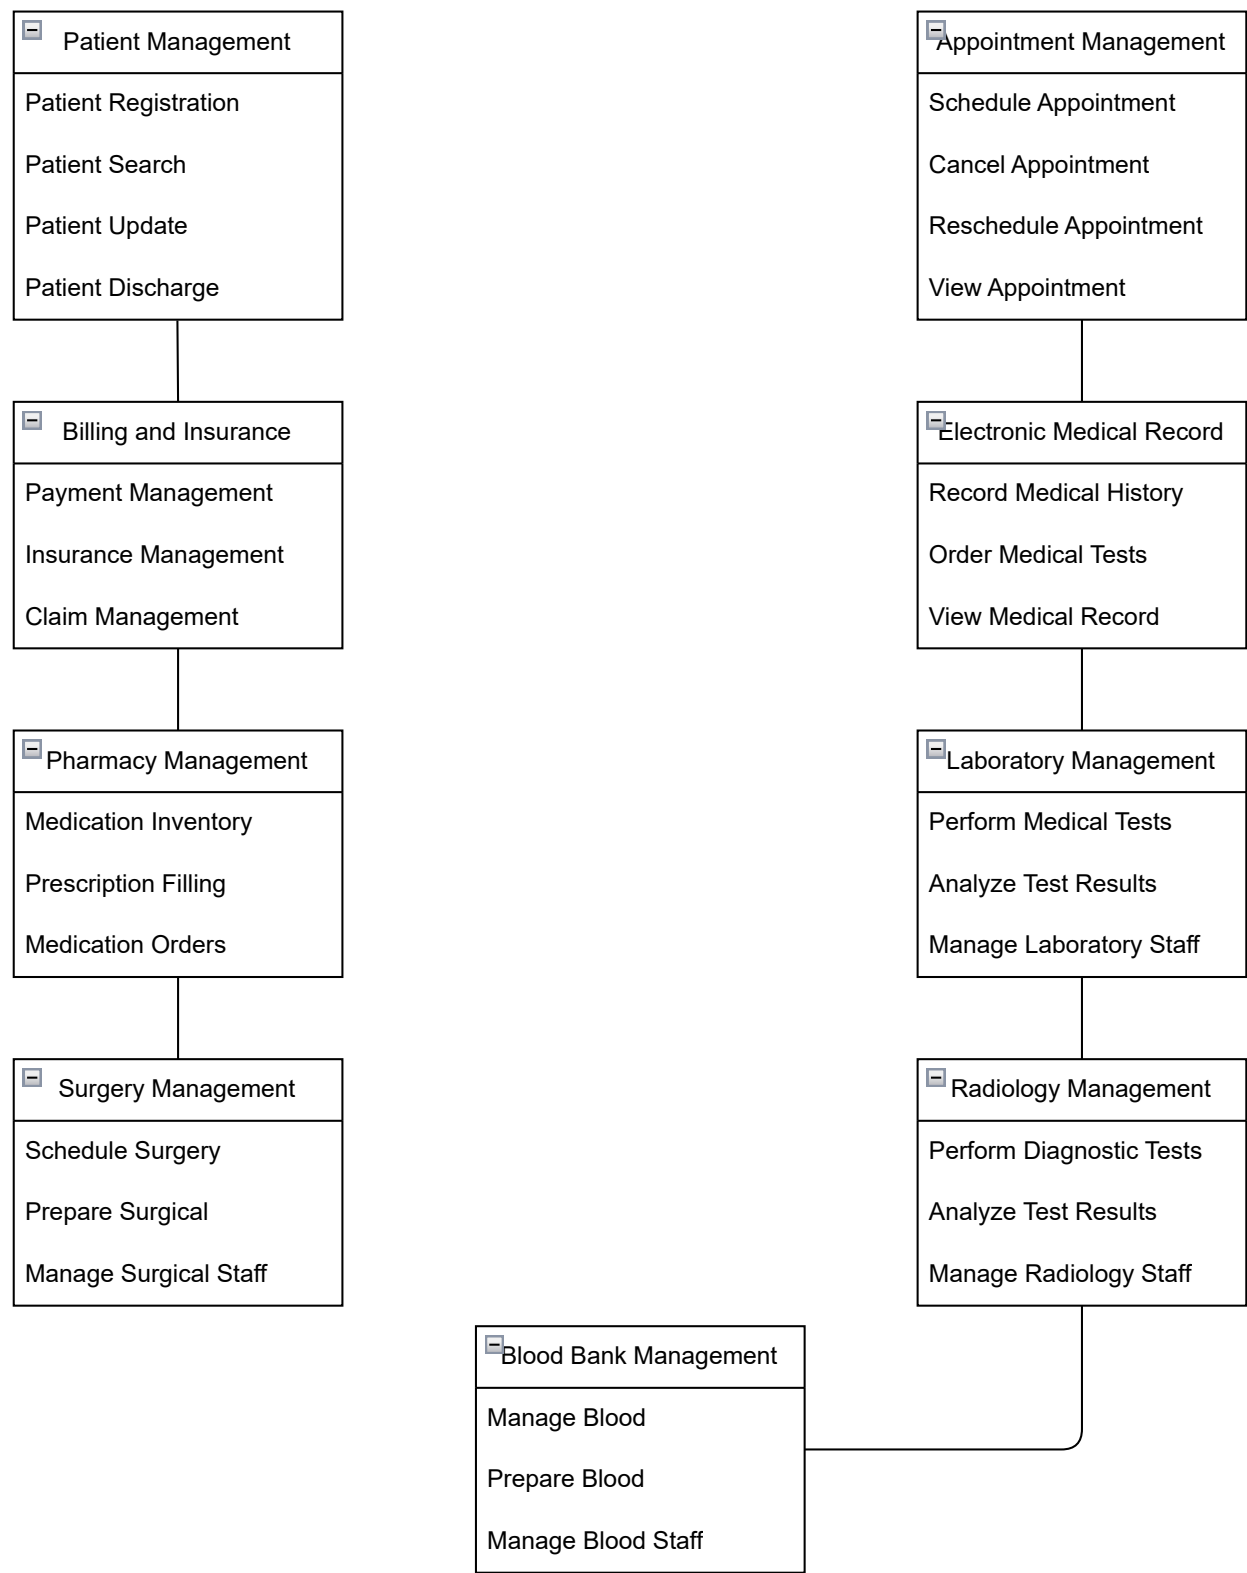 Patient Management
Patient Registration
Patient Search
Patient Update
Patient Discharge
Billing and Insurance
Payment Management
Insurance Management
Claim Management
Pharmacy Management
Medication Inventory
Prescription Filling
Medication Orders
Surgery Management
Schedule Surgery
Prepare Surgical
Manage Surgical Staff
Appointment Management
Schedule Appointment
Cancel Appointment
Reschedule Appointment
View Appointment
Electronic Medical Record
Record Medical History
Order Medical Tests
View Medical Record
Laboratory Management
Perform Medical Tests
Analyze Test Results
Manage Laboratory Staff
Radiology Management
Perform Diagnostic Tests
Analyze Test Results
Manage Radiology Staff
Blood Bank Management
Manage Blood
Prepare Blood
Manage Blood Staff